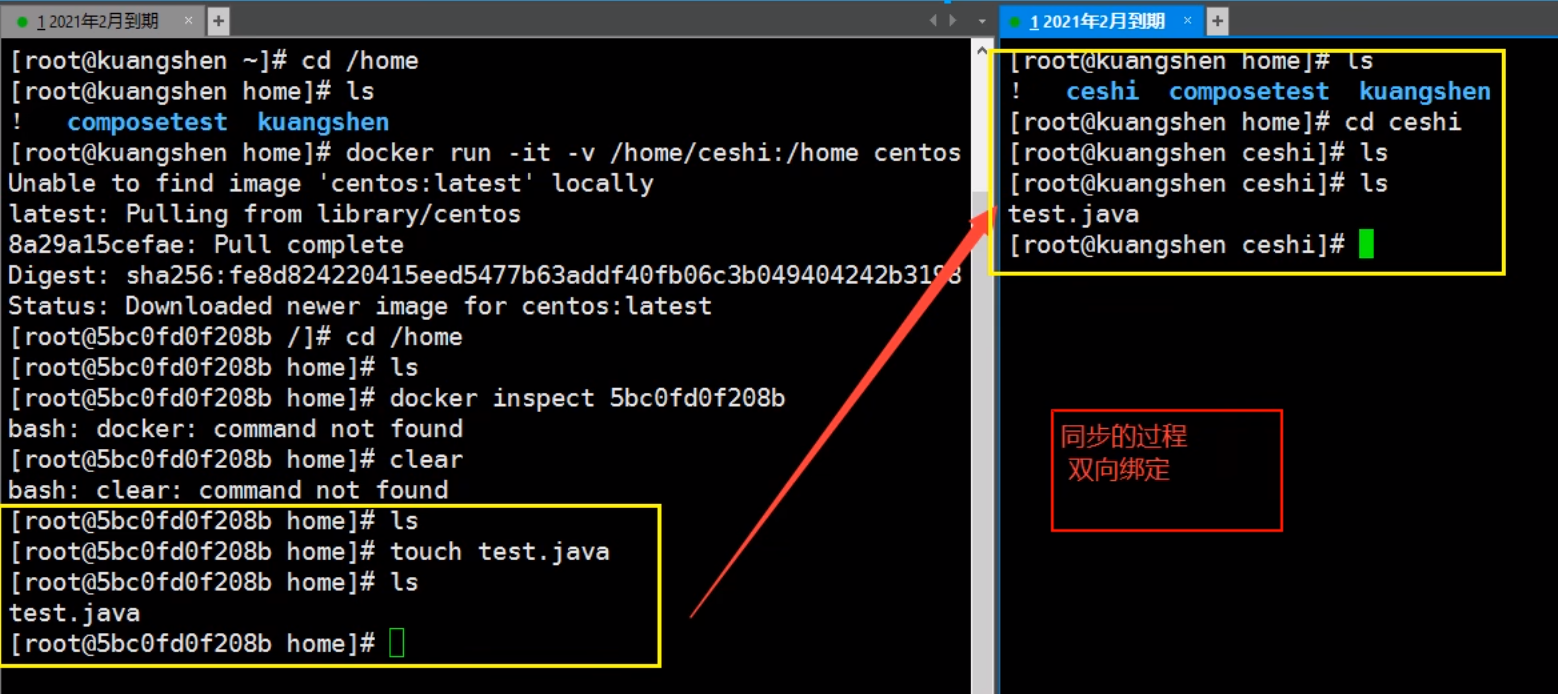 1 2021年2月到期
[root@kuangshen ~]# cd /home
[root@kuangshen home]# ls
! composetest kuangshen
[root@kuangshen home]# docker run -it -v /home/ceshi:/home centos
Unable to find image 'centos:latest' locally
latest: Pulling from library/centos
8a29a15cefae: Pull complete
Digest: sha256:fe8d824220415eed5477b63addf40fb06c3b049404242b3198
Status: Downloaded newer image for centos:latest
[root@5bc0fd0f208b /]# cd /home
[root@5bc0fd0f208b home]# ls
[root@5bc0fd0f208b home]# docker inspect 5bc0fd0f208b
bash: docker: command not found
[root@5bc0fd0f208b home]# clear
bash: clear: command not found
[root@5bc0fd0f208b home]# ls
[root@5bc0fd0f208b home]# touch test.java
[root@5bc0fd0f208b home]# ls
test.java
[root@5bc0fd0f208b home]#
1 2021年2月到期
[root@kuangshen home]# ls
! ceshi composetest kuangshen
[root@kuangshen home]# cd ceshi
[root@kuangshen ceshi]# ls
[root@kuangshen ceshi]# ls
test.java
[root@kuangshen ceshi]#
同步的过程
双向绑定